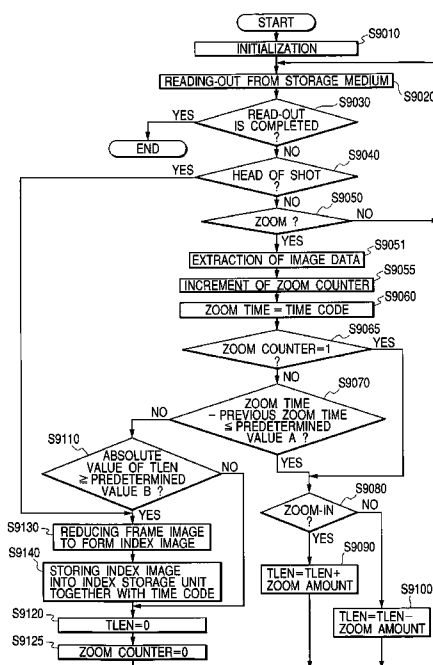 START
S9010
INITIALIZATION
READING-OUT FROM STORAGE MEDIUM
S9020
S9030
YES
READ-OUT
IS COMPLETED
?
END
NO
S9040
YES
HEAD OF SHOT
?
NO
S9050
ZOOM ?
NO
YES
S9051
EXTRACTION OF IMAGE DATA
S9055
INCREMENT OF ZOOM COUNTER
S9060
ZOOM TIME = TIME CODE
S9065
ZOOM COUNTER=1
?
YES
NO
S9070
NO
ZOOM TIME
– PREVIOUS ZOOM TIME
≦ PREDETERMINED
VALUE A ?
YES
S9110
ABSOLUTE
VALUE OF TLEN
≧ PREDETERMINED
VALUE B ?
NO
YES
S9080
ZOOM-IN
?
NO
YES
S9130
REDUCING FRAME IMAGE
TO FORM INDEX IMAGE
S9140
STORING INDEX IMAGE
INTO INDEX STORAGE UNIT
TOGETHER WITH TIME CODE
S9090
TLEN=TLEN+
ZOOM AMOUNT
S9100
TLEN=TLEN–
ZOOM AMOUNT
S9120
TLEN=0
S9125
ZOOM COUNTER=0